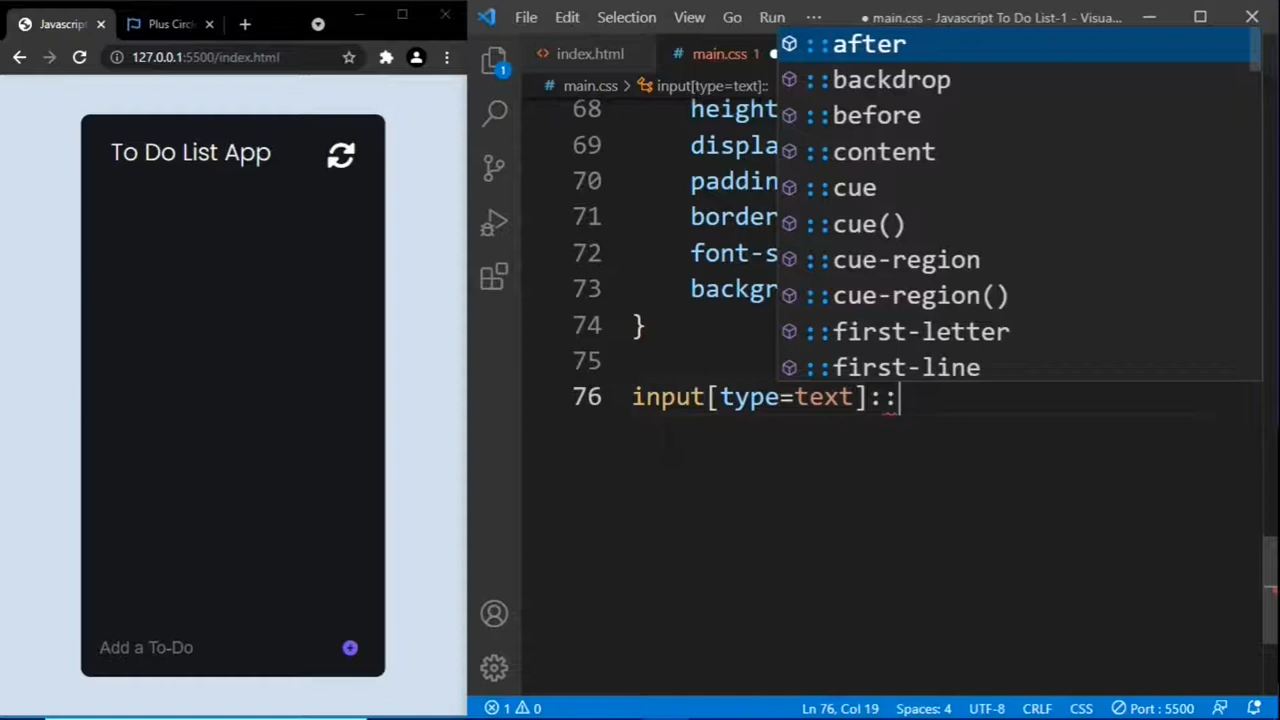 Javascript
Plus Circl
127.0.0.1:5500/index.html
To Do List App
Add a To-Do
File Edit Selection View Go Run ···
● main.css - Javascript To Do List-1 - Visua...
<> index.html
# main.css 1 ●
# main.css > input[type=text]::
1
68 height
69 displa
70 paddin
71 border
72 font-s
73 backgr
74 }
75
76 input[type=text]::
::after
::backdrop
::before
::content
::cue
::cue()
::cue-region
::cue-region()
::first-letter
::first-line
1 0
Ln 76, Col 19 Spaces: 4 UTF-8 CRLF CSS Port : 5500